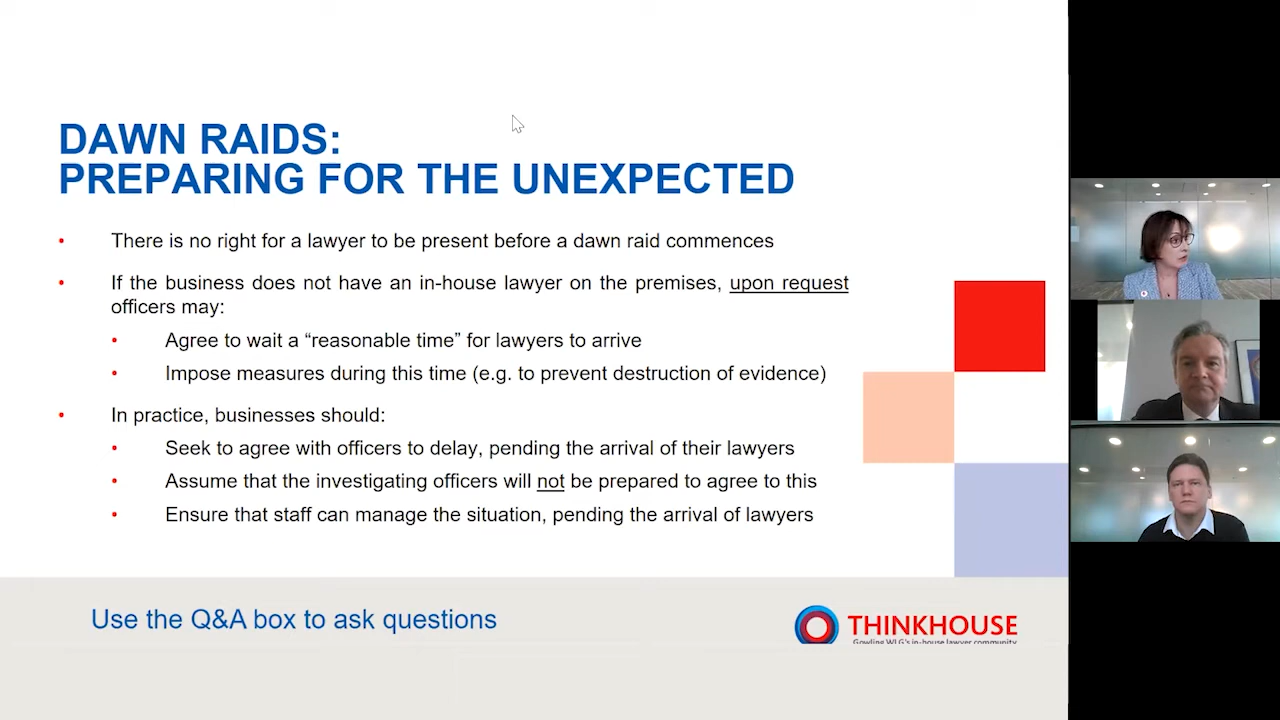 DAWN RAIDS:
PREPARING FOR THE UNEXPECTED
• There is no right for a lawyer to be present before a dawn raid commences
• If the business does not have an in-house lawyer on the premises, upon request
officers may:
• Agree to wait a “reasonable time” for lawyers to arrive
• Impose measures during this time (e.g. to prevent destruction of evidence)
• In practice, businesses should:
• Seek to agree with officers to delay, pending the arrival of their lawyers
• Assume that the investigating officers will not be prepared to agree to this
• Ensure that staff can manage the situation, pending the arrival of lawyers
Use the Q&A box to ask questions
THINKHOUSE
Gowling WLG's in-house lawyer community